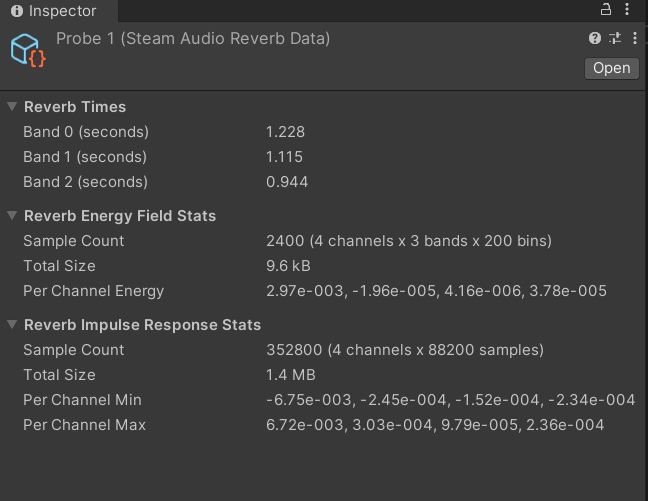 Inspector
Probe 1 (Steam Audio Reverb Data)
Open
Reverb Times
Band 0 (seconds) 1.228
Band 1 (seconds) 1.115
Band 2 (seconds) 0.944
Reverb Energy Field Stats
Sample Count 2400 (4 channels x 3 bands x 200 bins)
Total Size 9.6 kB
Per Channel Energy 2.97e-003, -1.96e-005, 4.16e-006, 3.78e-005
Reverb Impulse Response Stats
Sample Count 352800 (4 channels x 88200 samples)
Total Size 1.4 MB
Per Channel Min -6.75e-003, -2.45e-004, -1.52e-004, -2.34e-004
Per Channel Max 6.72e-003, 3.03e-004, 9.79e-005, 2.36e-004